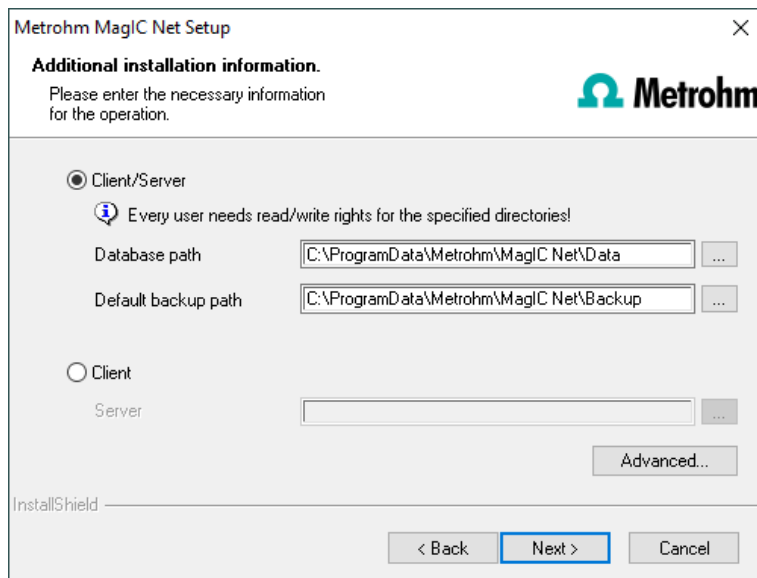 Metrohm MagIC Net Setup
Additional installation information.
Please enter the necessary information
for the operation.
Metrohm
Client/Server
Every user needs read/write rights for the specified directories!
Database path
C:\ProgramData\Metrohm\MagIC Net\Data
...
Default backup path
C:\ProgramData\Metrohm\MagIC Net\Backup
...
Client
Server
...
Advanced...
InstallShield
< Back
Next >
Cancel